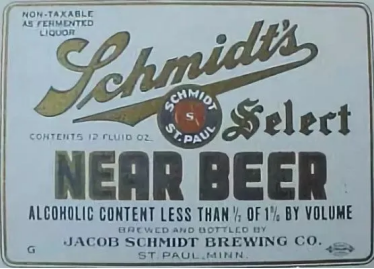 NON-TAXABLE
AS FERMENTED
LIQUOR
Schmidt's
SCHMIDT
S
ST. PAUL
Select
CONTENTS 12 FLUID OZ.
NEAR BEER
ALCOHOLIC CONTENT LESS THAN 1/2 OF 1% BY VOLUME
BREWED AND BOTTLED BY
JACOB SCHMIDT BREWING CO.
G
ST. PAUL, MINN.